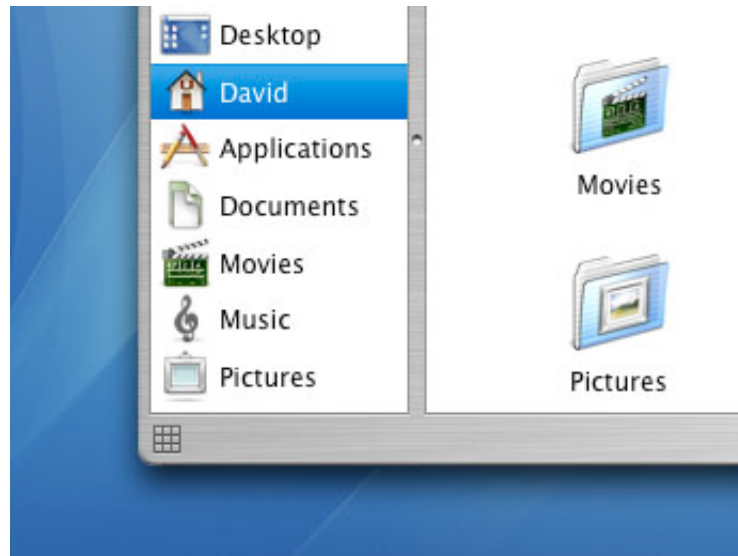 Desktop
David
Applications
Documents
Movies
Music
Pictures
Movies
Pictures